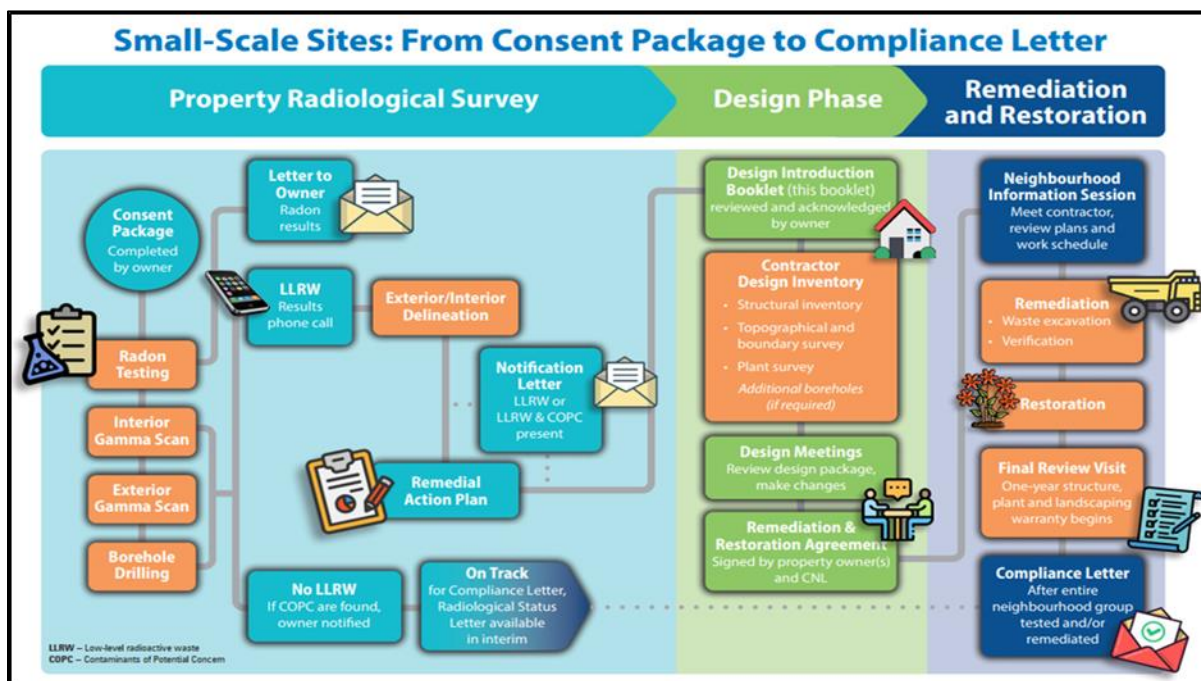 Small-Scale Sites: From Consent Package to Compliance Letter
Property Radiological Survey
Design Phase
Remediation
and Restoration
Consent
Package
Completed
by owner
Radon
Testing
Interior
Gamma Scan
Exterior
Gamma Scan
Borehole
Drilling
Letter to
Owner
Radon
results
LLRW
Results
phone call
Exterior/Interior
Delineation
Notification
Letter
LLRW or
LLRW & COPC
present
Remedial
Action Plan
No LLRW
If COPC are found,
owner notified
On Track
for Compliance Letter,
Radiological Status
Letter available
in interim
LLRW – Low-level radioactive waste
COPC – Contaminants of Potential Concern
Design Introduction
Booklet (this booklet)
reviewed and acknowledged
by owner
Contractor
Design Inventory
• Structural inventory
• Topographical and
boundary survey
• Plant survey
Additional boreholes
(if required)
Design Meetings
Review design package,
make changes
Remediation &
Restoration Agreement
Signed by property owner(s)
and CNL
Neighbourhood
Information Session
Meet contractor,
review plans and
work schedule
Remediation
• Waste excavation
• Verification
Restoration
Final Review Visit
One-year structure,
plant and landscaping
warranty begins
Compliance Letter
After entire
neighbourhood group
tested and/or
remediated